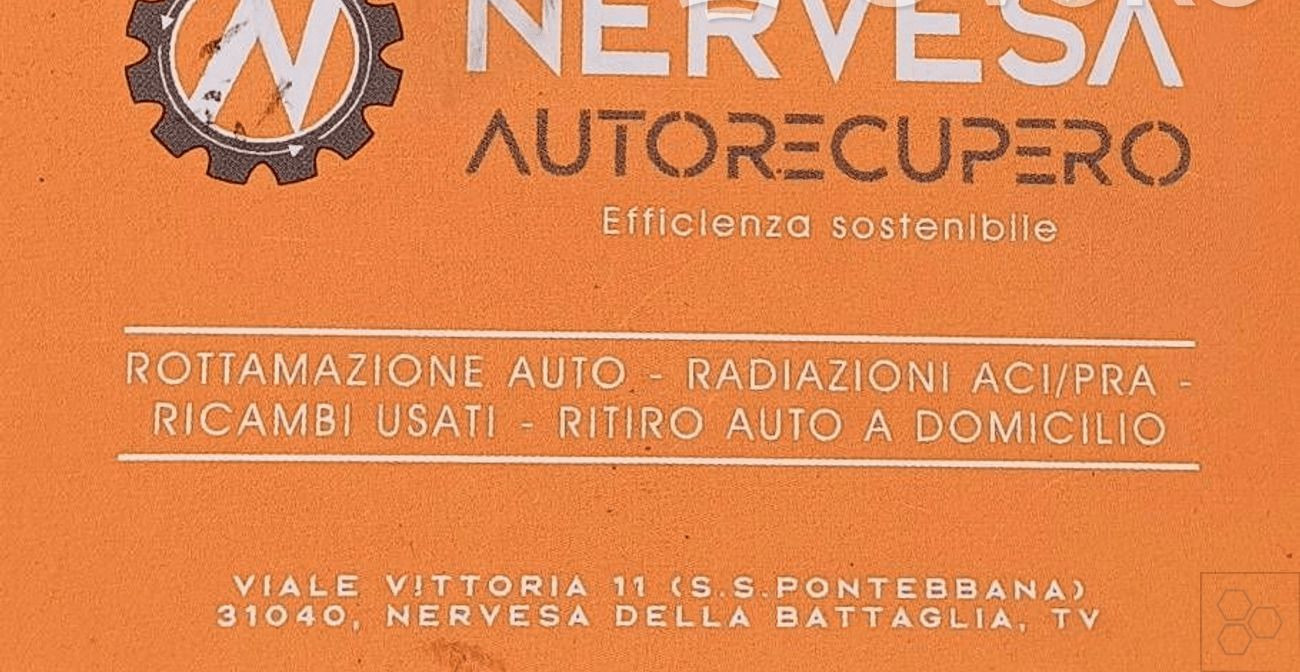 NERVESA
AUTORECUPERO
Efficienza sostenibile
ROTTAMAZIONE AUTO - RADIAZIONI ACI/PRA -
RICAMBI USATI - RITIRO AUTO A DOMICILIO
VIALE VITTORIA 11 (S.S.PONTEBBANA)
31040, NERVESA DELLA BATTAGLIA, TV